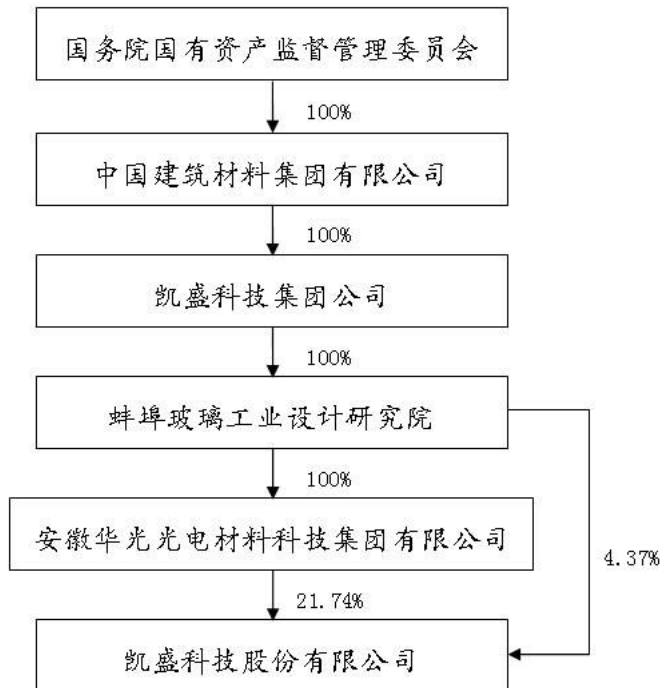 国务院国有资产监督管理委员会
100%
中国建筑材料集团有限公司
100%
凯盛科技集团公司
100%
蚌埠玻璃工业设计研究院
100%
安徽华光光电材料科技集团有限公司
4.37%
21.74%
凯盛科技股份有限公司